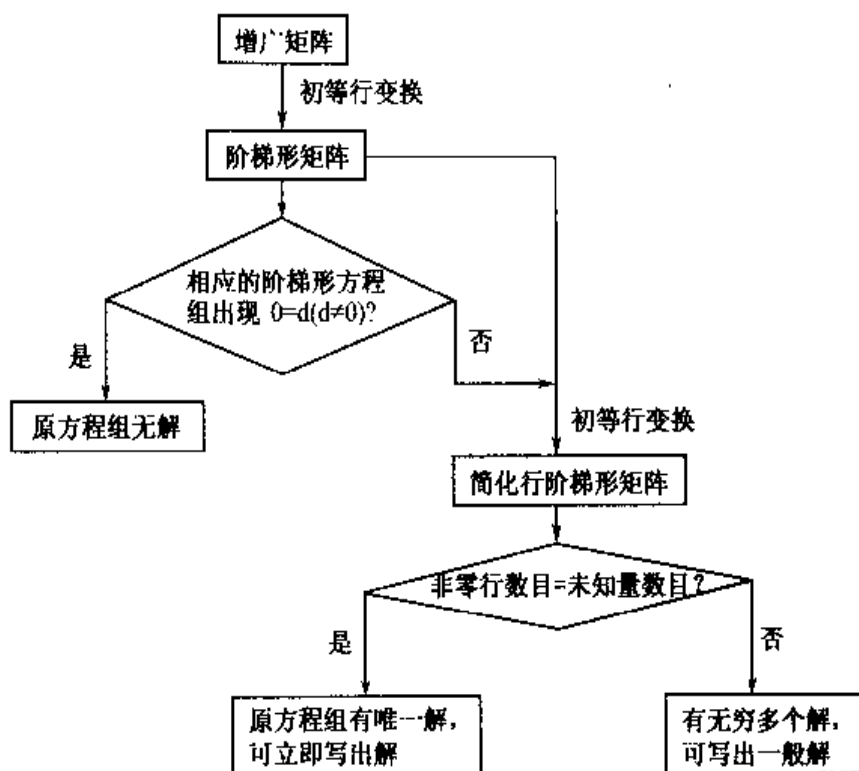 增广矩阵
初等行变换
阶梯形矩阵
相应的阶梯形方程
组出现 0=d(d≠0)?
是
否
原方程组无解
初等行变换
简化行阶梯形矩阵
非零行数目=未知量数目?
是
否
原方程组有唯一解,
可立即写出解
有无穷多个解,
可写出一般解